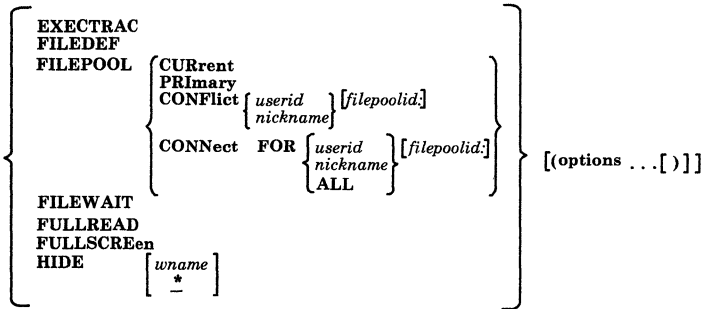 EXECTRAC
FILEDEF
FILEPOOL CURrent
PRImary
CONFlict userid [filepoolid:]
nickname
CONNect FOR userid [filepoolid:]
nickname
ALL
[(options ...[)]]
FILEWAIT
FULLREAD
FULLSCREen
HIDE [wname]
*